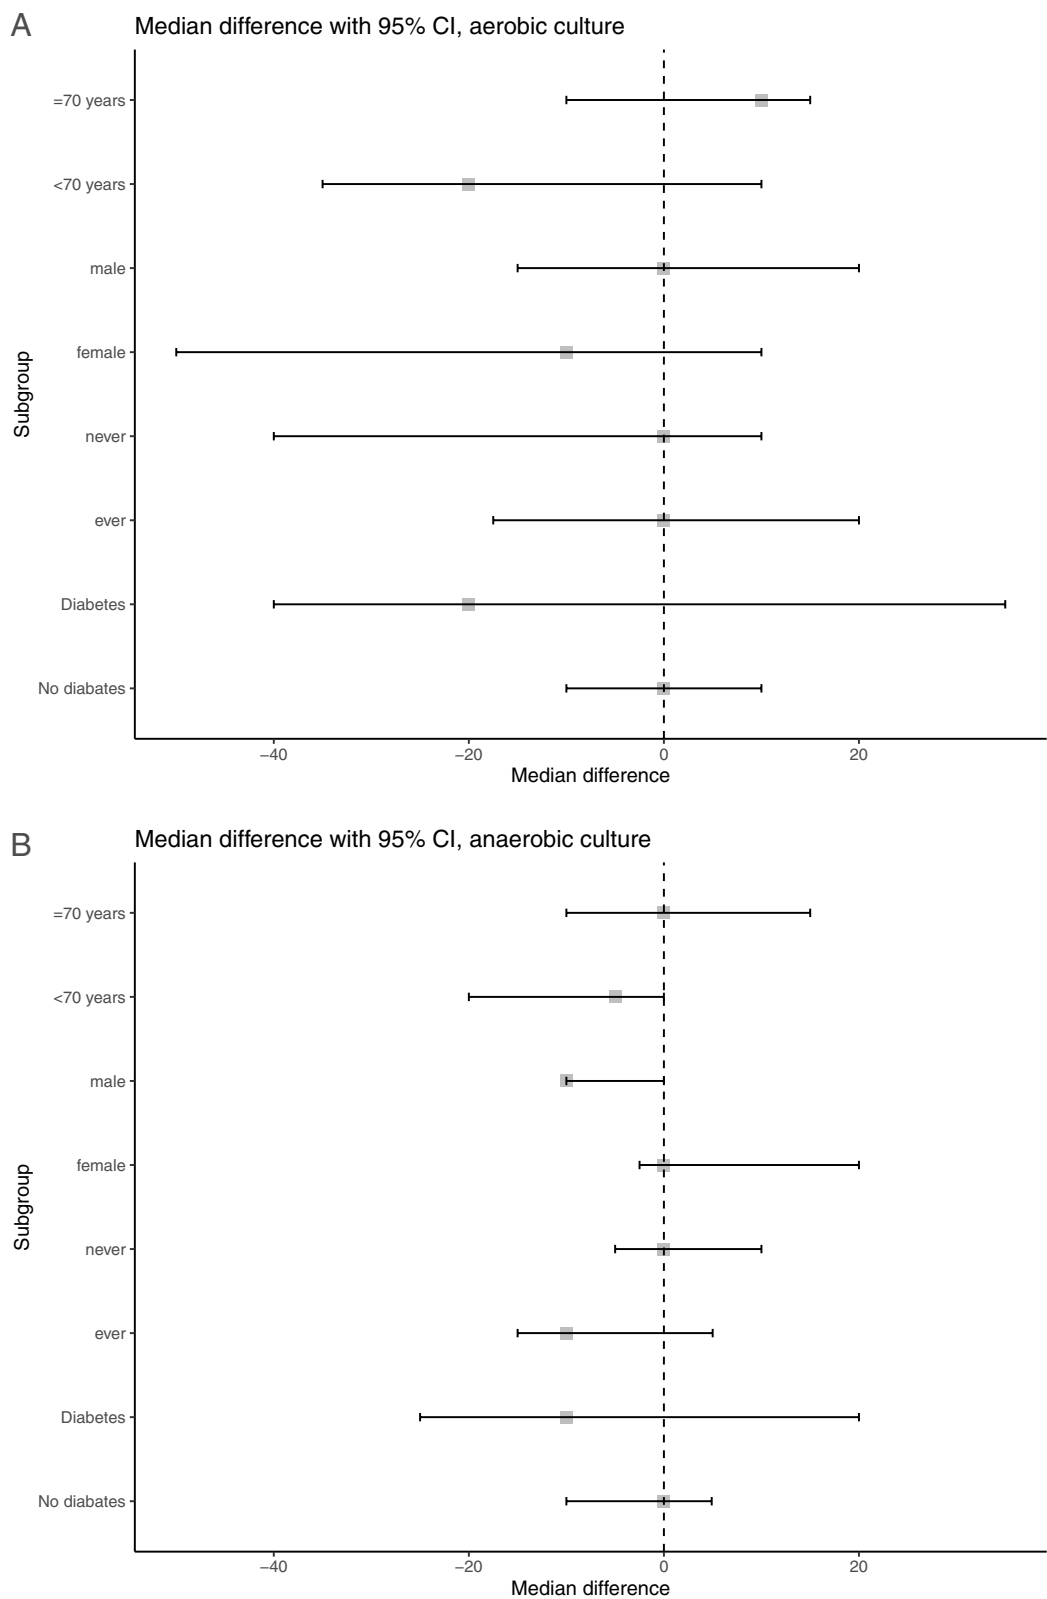 A
Median difference with 95% CI, aerobic culture
=70 years
<70 years
male
female
never
ever
Diabetes
No diabates
Subgroup
−40 −20 0 20
Median difference
B
Median difference with 95% CI, anaerobic culture
=70 years
<70 years
male
female
never
ever
Diabetes
No diabates
Subgroup
−40 −20 0 20
Median difference